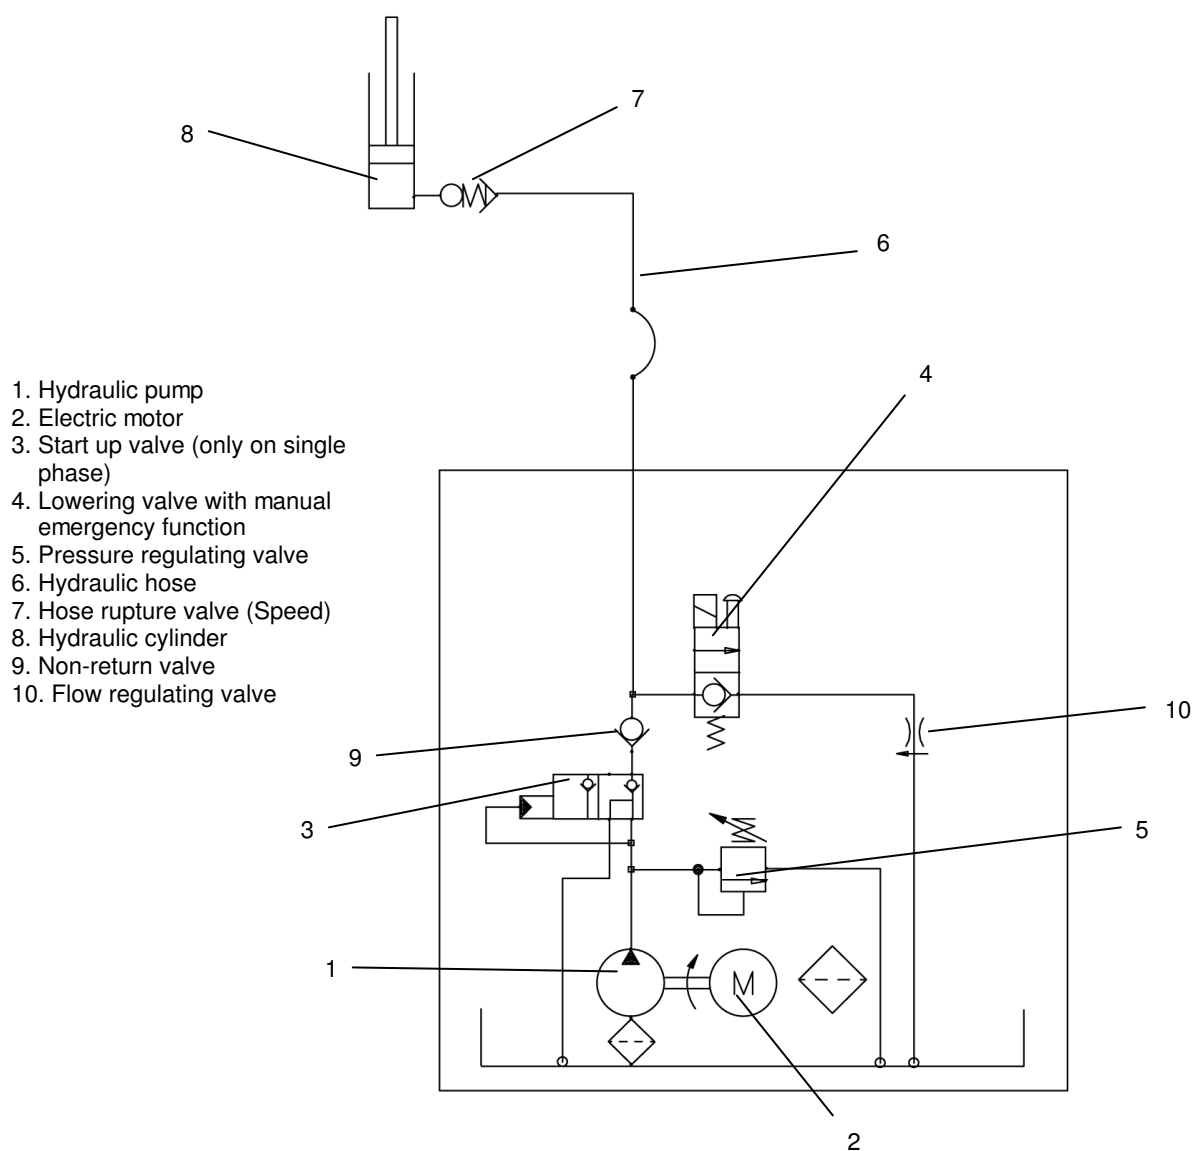 7
8
6
4
1. Hydraulic pump
2. Electric motor
3. Start up valve (only on single
phase)
4. Lowering valve with manual
emergency function
5. Pressure regulating valve
6. Hydraulic hose
7. Hose rupture valve (Speed)
8. Hydraulic cylinder
9. Non-return valve
10. Flow regulating valve
10
9
3
5
1
M
2